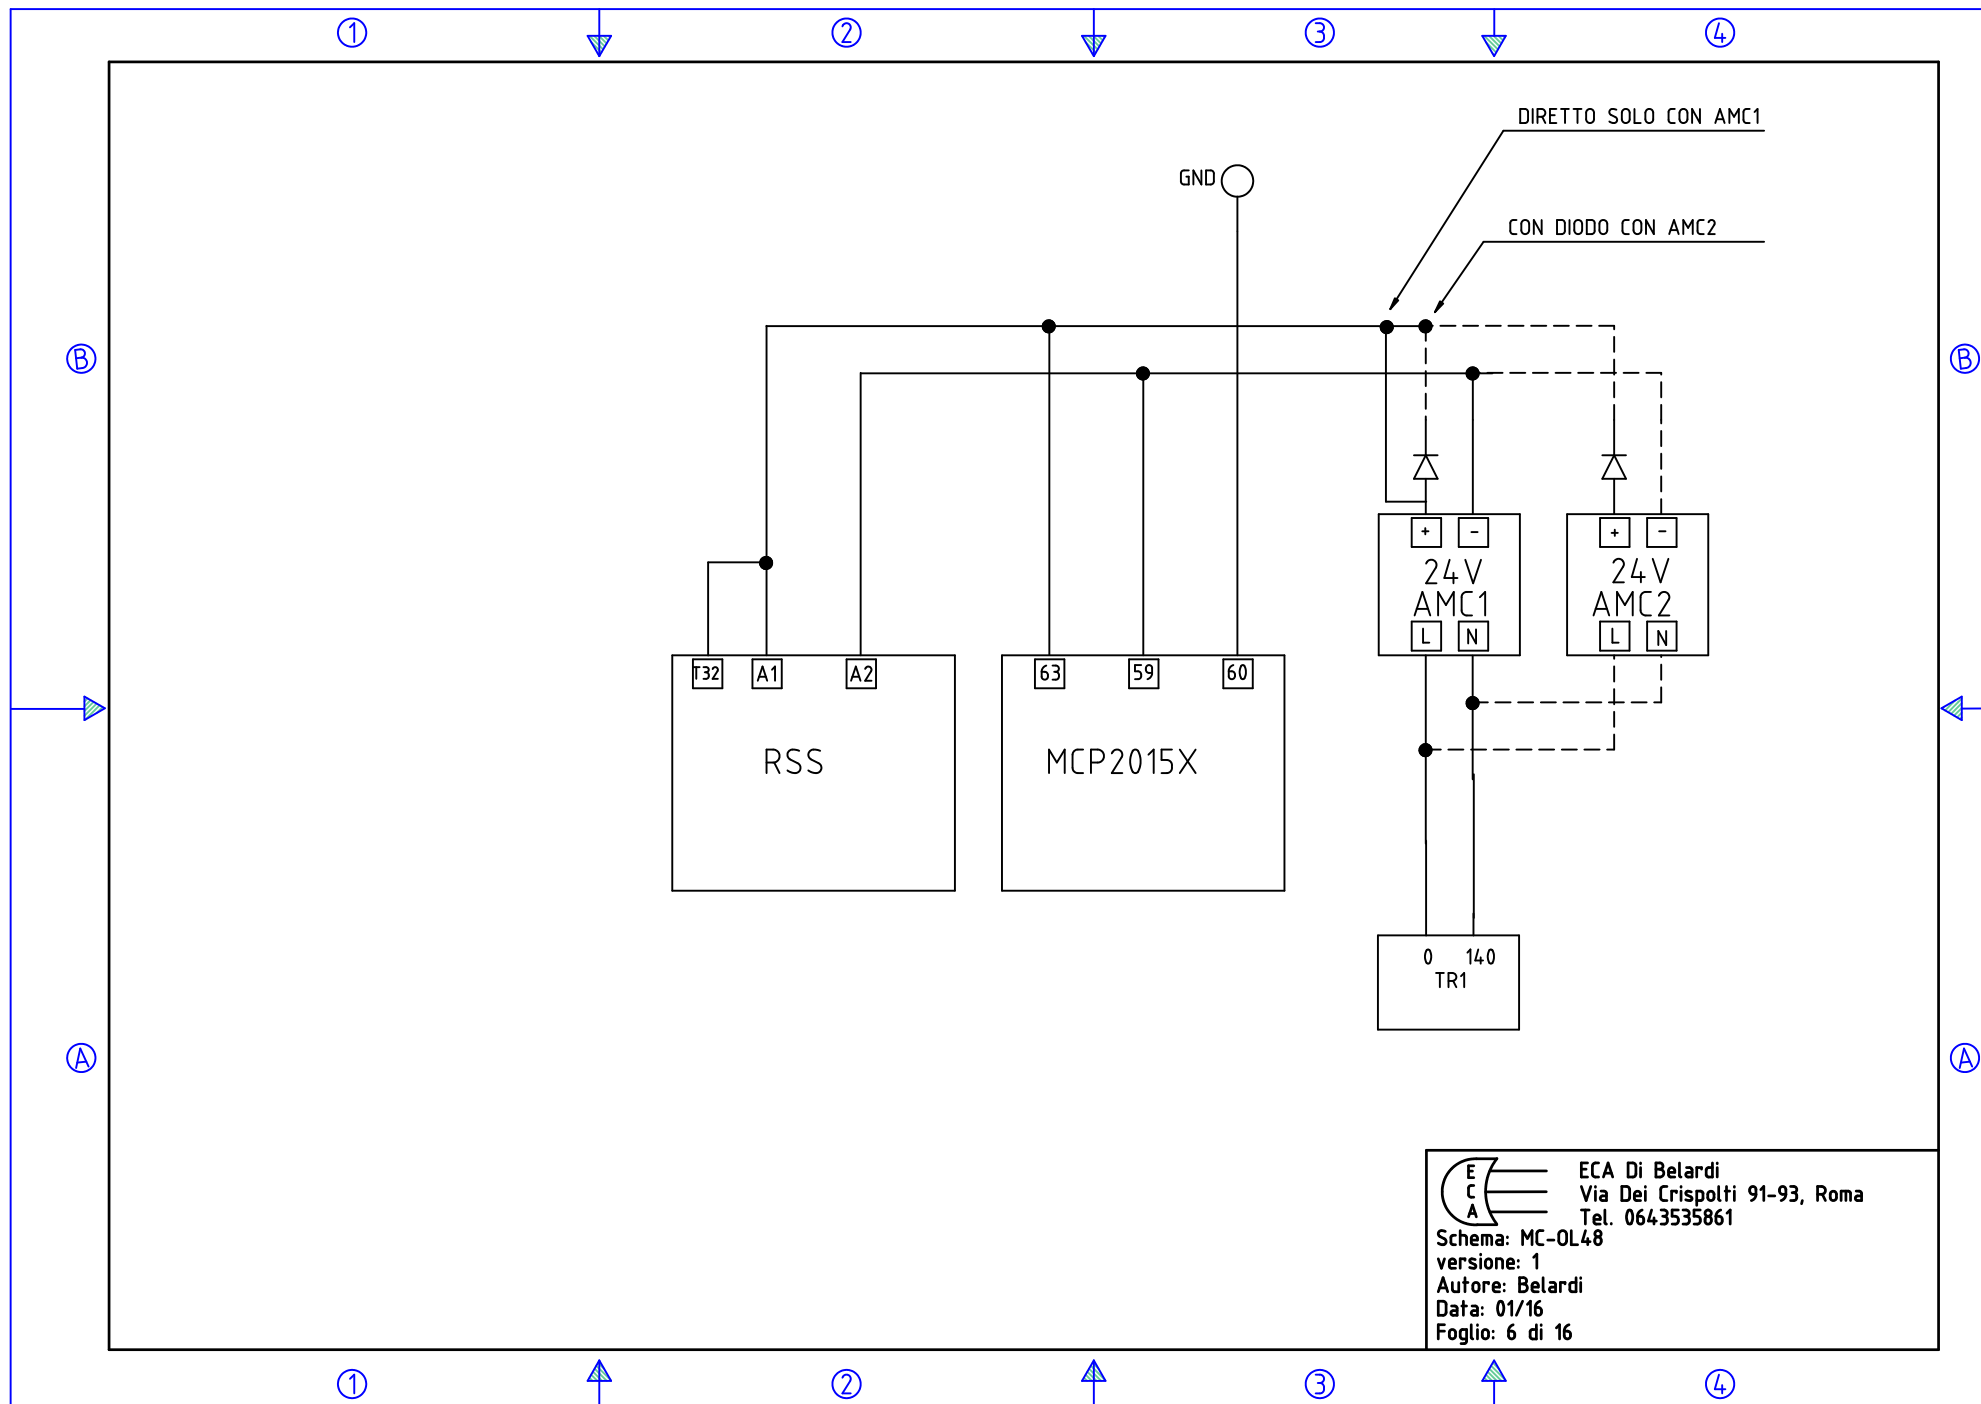 1 2 3 4
DIRETTO SOLO CON AMC1
GND
CON DIODO CON AMC2
B B
+ - + -
24V 24V
AMC1 AMC2
L N L N
T32 A1 A2 63 59 60
RSS MCP2015X
0 140
TR1
A A
E
C
A
ECA Di Belardi
Via Dei Crispolti 91-93, Roma
Tel. 0643535861
Schema: MC-OL48
versione: 1
Autore: Belardi
Data: 01/16
Foglio: 6 di 16
1 2 3 4